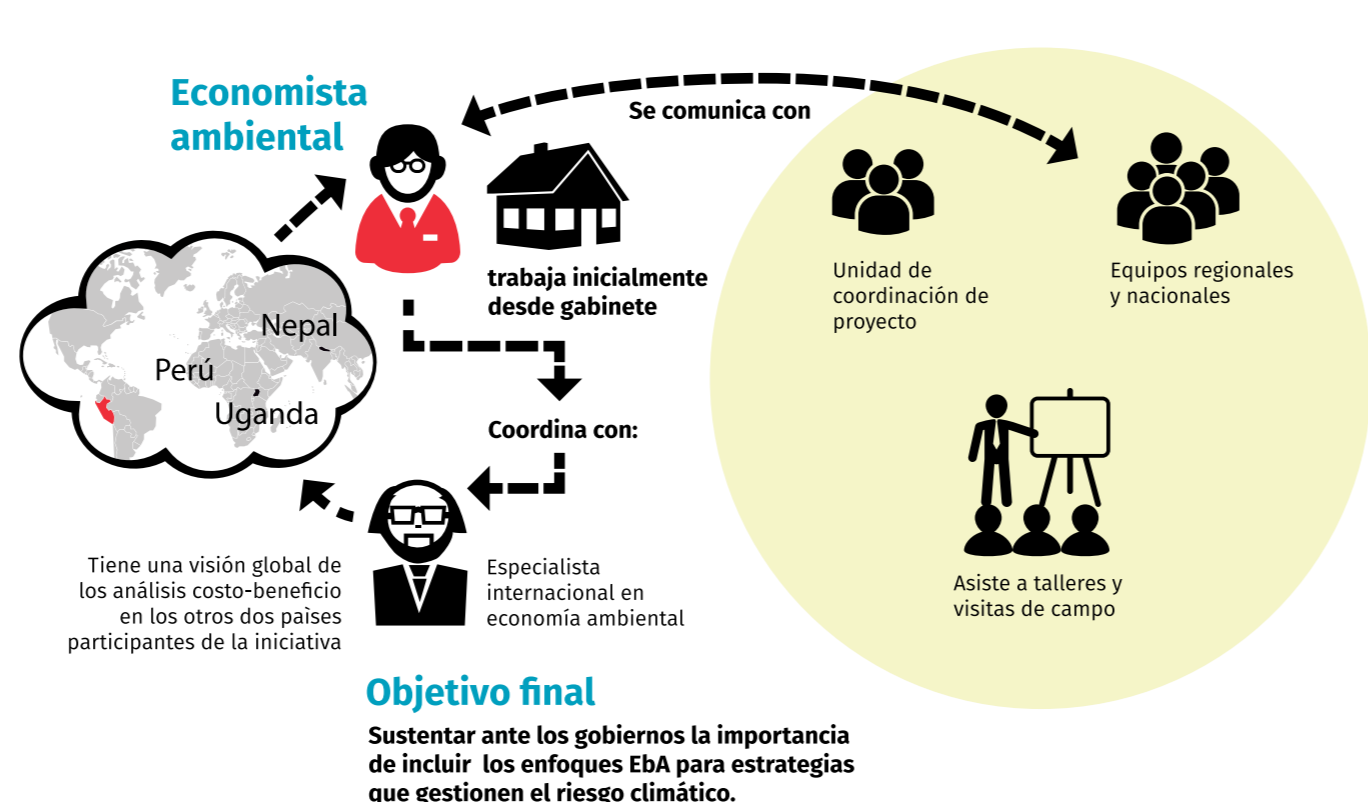 Economista
ambiental
Se comunica con
trabaja inicialmente
desde gabinete
Nepal
Perú
Uganda
Coordina con:
Tiene una visión global de
los análisis costo-beneficio
en los otros dos paìses
participantes de la iniciativa
Especialista
internacional en
economía ambiental
Unidad de
coordinación de
proyecto
Equipos regionales
y nacionales
Asiste a talleres y
visitas de campo
Objetivo final
Sustentar ante los gobiernos la importancia
de incluir  los enfoques EbA para estrategias
que gestionen el riesgo climático.